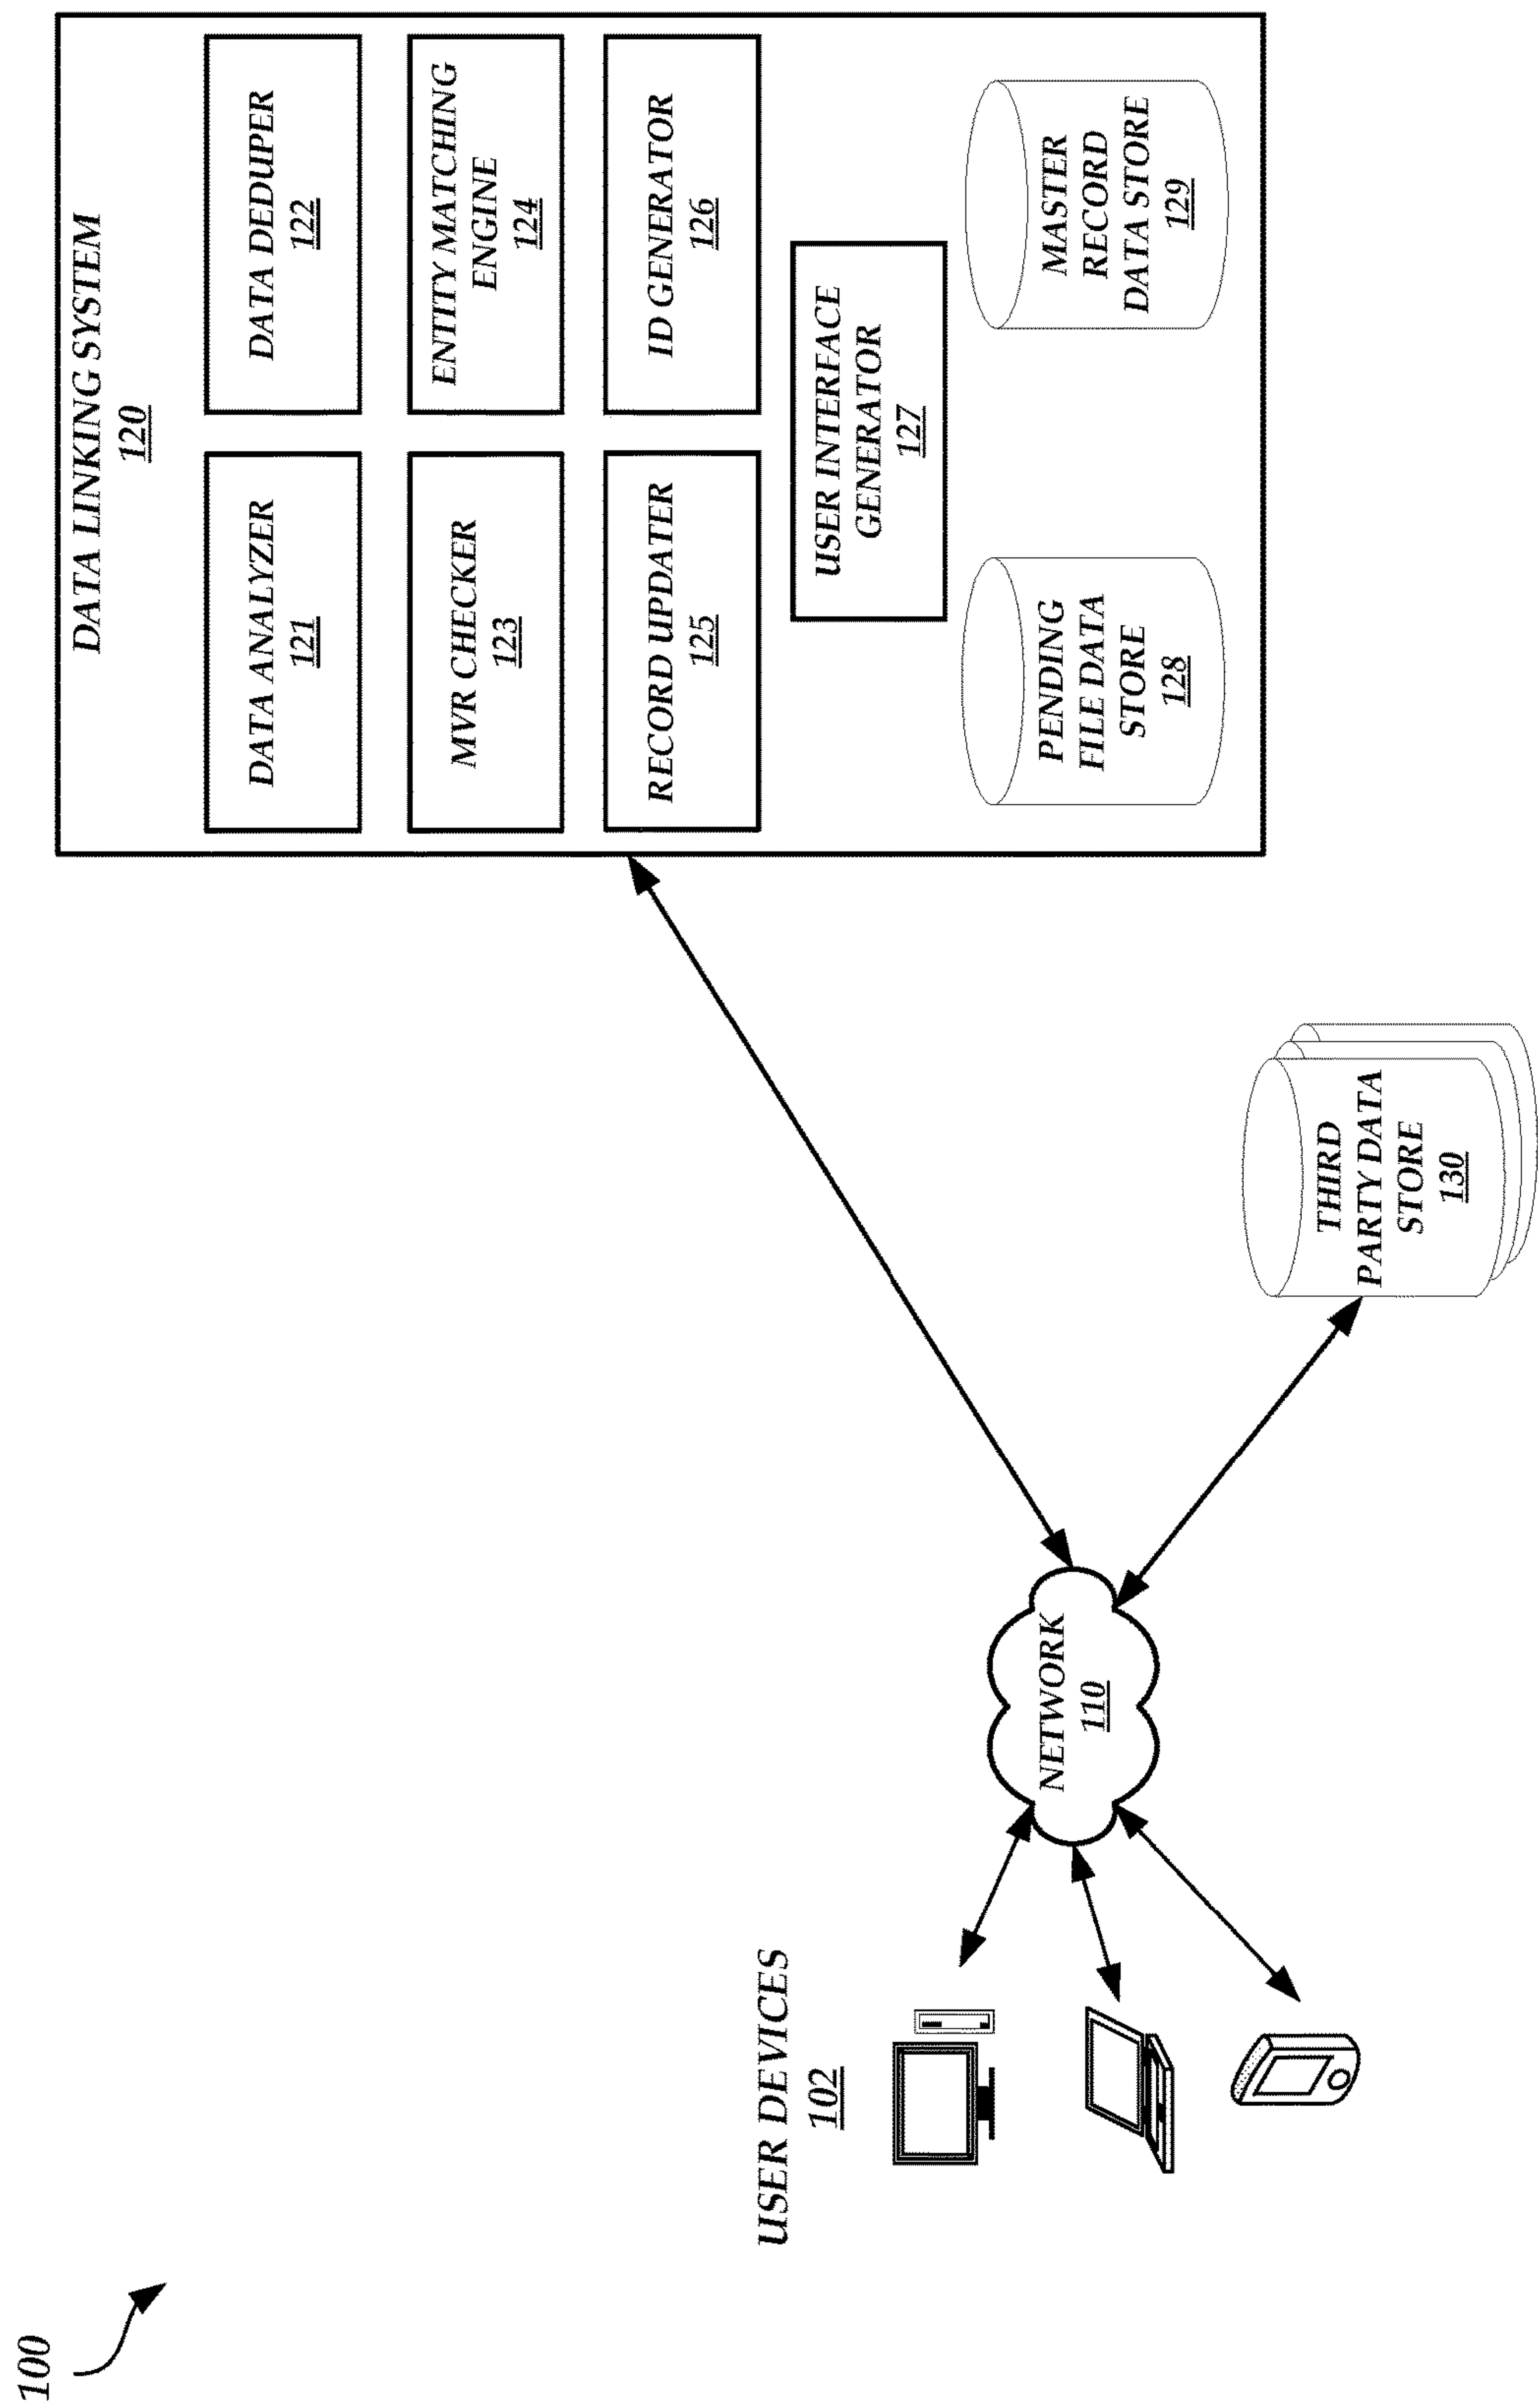 100
USER DEVICES
102
NETWORK
110
THIRD
PARTY DATA
STORE
130
DATA LINKING SYSTEM
120
DATA ANALYZER
121
DATA DEDUPER
122
MVR CHECKER
123
ENTITY MATCHING
ENGINE
124
RECORD UPDATER
125
ID GENERATOR
126
USER INTERFACE
GENERATOR
127
PENDING
FILE DATA
STORE
128
MASTER
RECORD
DATA STORE
129